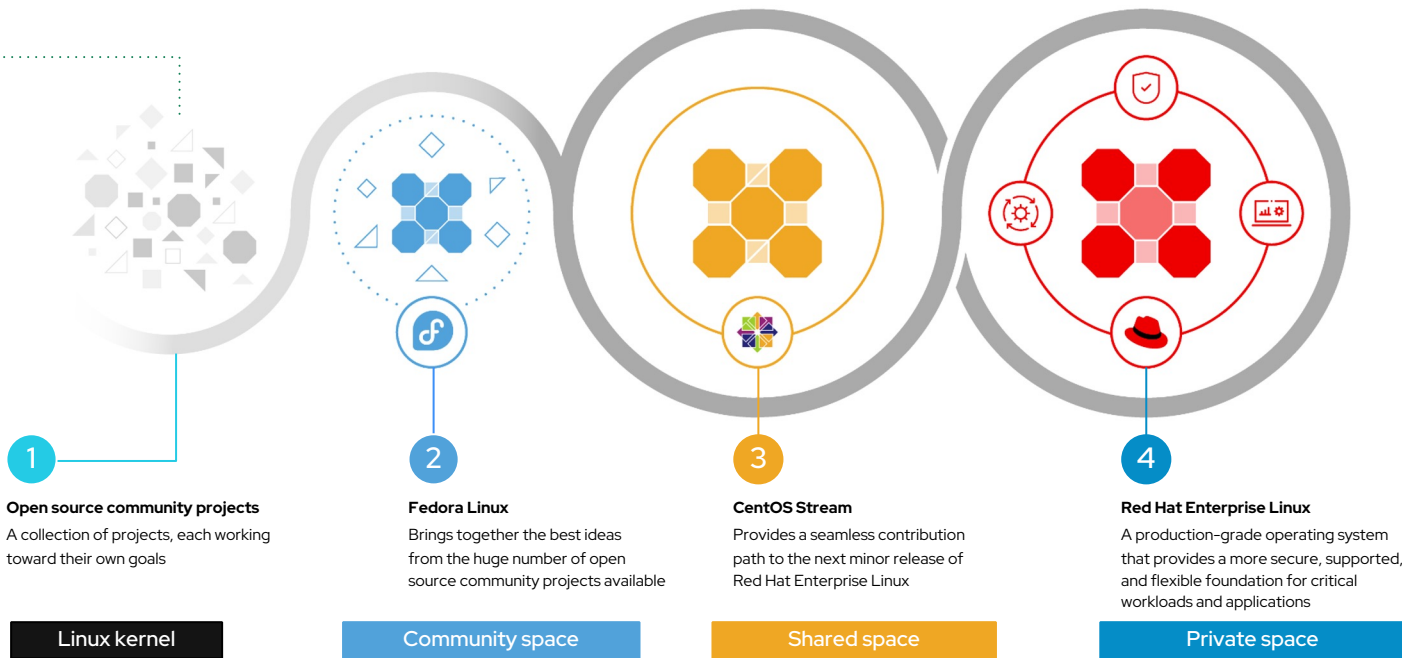 1
Open source community projects
A collection of projects, each working
toward their own goals
Linux kernel
2
Fedora Linux
Brings together the best ideas
from the huge number of open
source community projects available
Community space
3
CentOS Stream
Provides a seamless contribution
path to the next minor release of
Red Hat Enterprise Linux
Shared space
4
Red Hat Enterprise Linux
A production-grade operating system
that provides a more secure, supported,
and flexible foundation for critical
workloads and applications
Private space